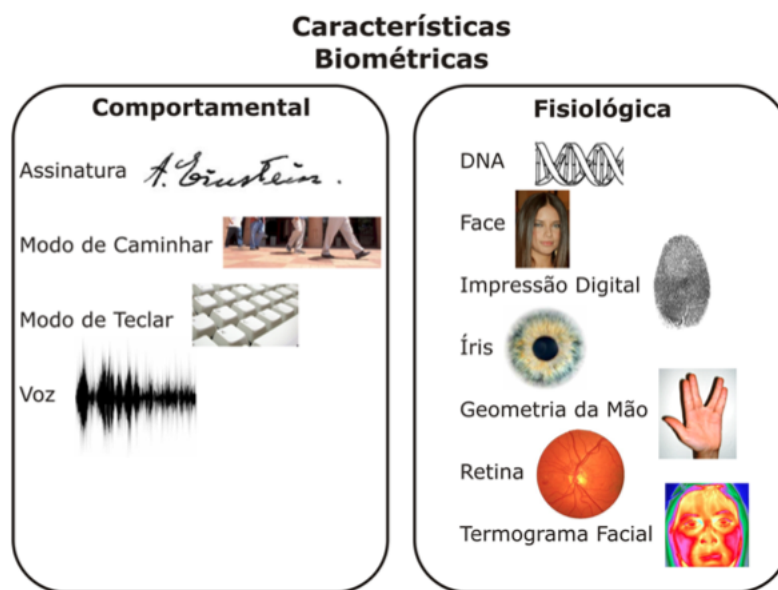 Características
Biométricas
Comportamental
Assinatura
A. Einstein.
Modo de Caminhar
Modo de Teclar
Voz
Fisiológica
DNA
Face
Impressão Digital
Íris
Geometria da Mão
Retina
Termograma Facial